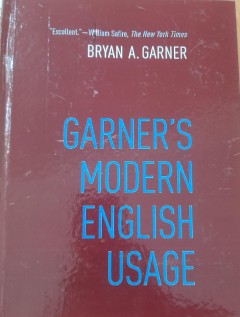 "Excellent."—William Safire, The New York Times
BRYAN A. GARNER
GARNER'S
MODERN
ENGLISH
USAGE